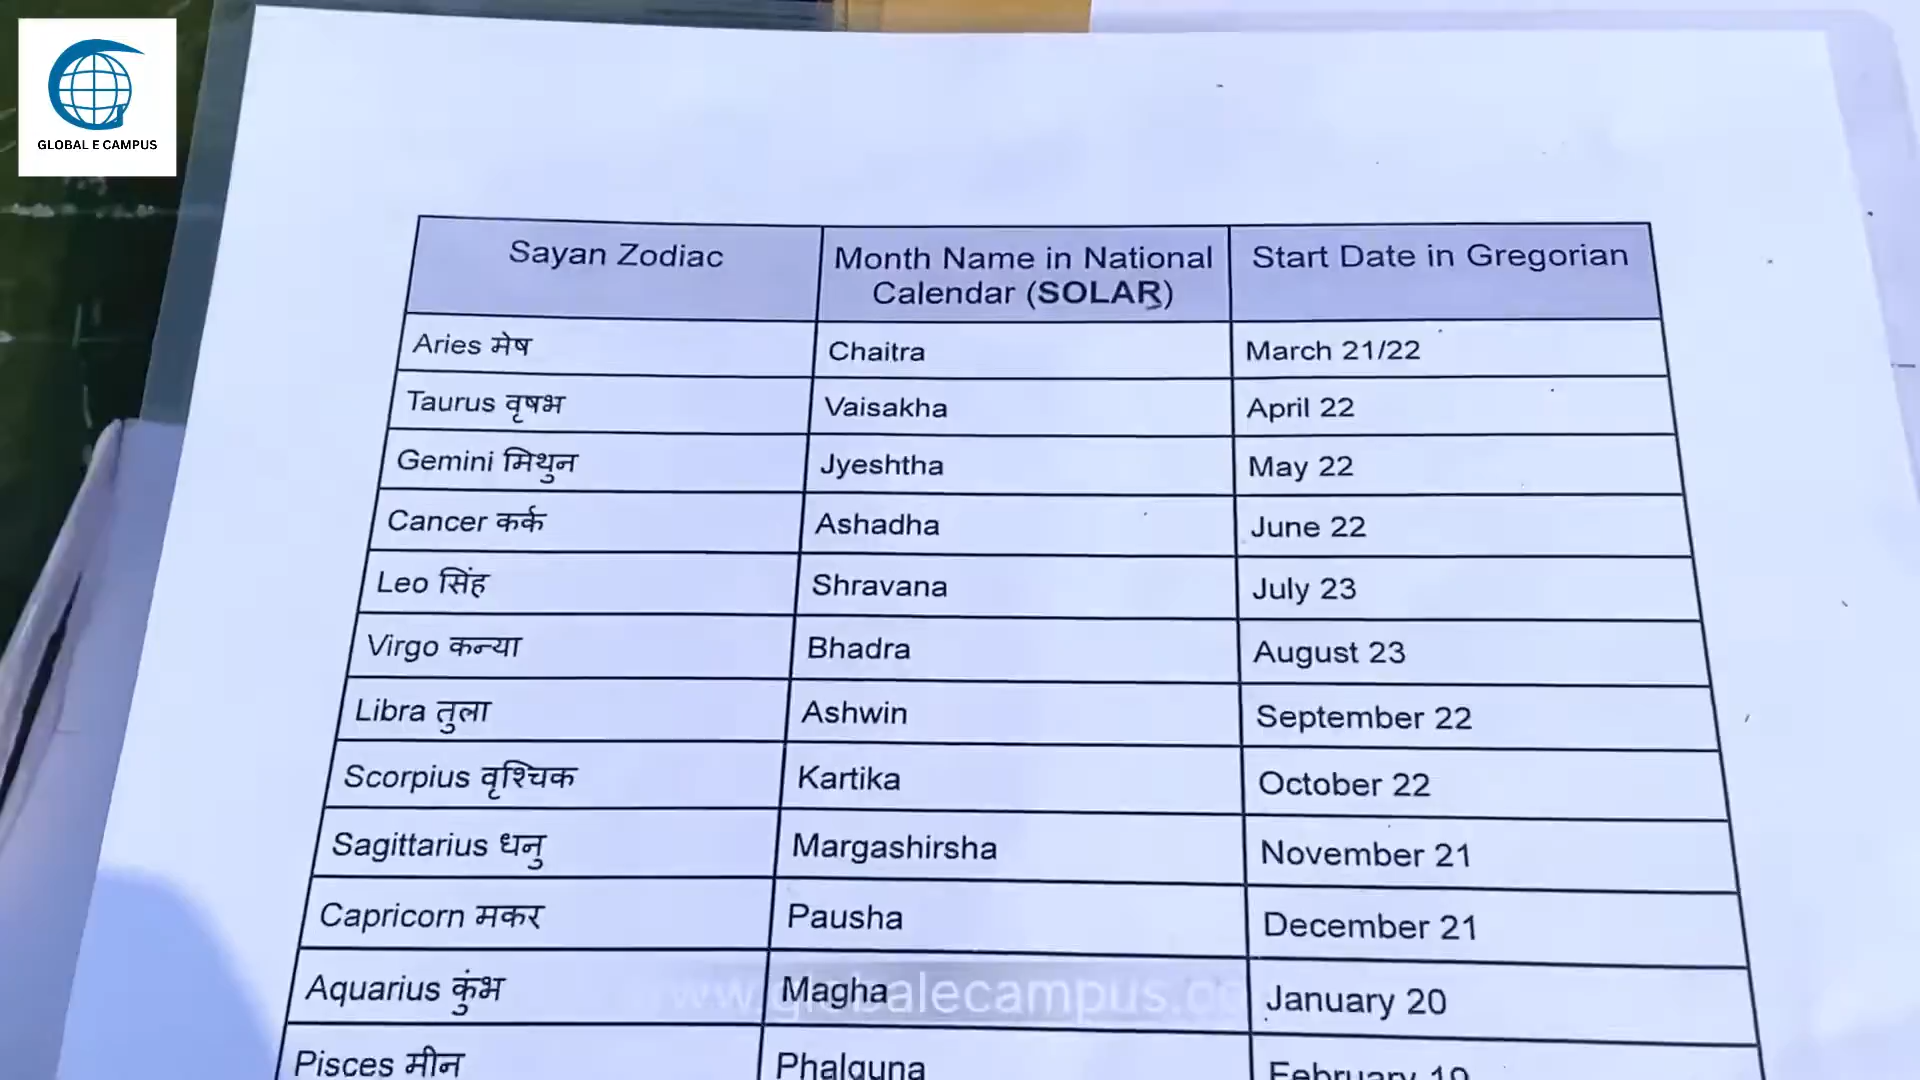 GLOBAL E CAMPUS
Sayan Zodiac
Month Name in National
Calendar (SOLAR)
Start Date in Gregorian
Aries मेष Chaitra March 21/22
Taurus वृषभ Vaisakha April 22
Gemini मिथुन Jyeshtha May 22
Cancer कर्क Ashadha June 22
Leo सिंह Shravana July 23
Virgo कन्या Bhadra August 23
Libra तुला Ashwin September 22
Scorpius वृश्चिक Kartika October 22
Sagittarius धनु Margashirsha November 21
Capricorn मकर Pausha December 21
Aquarius कुंभ Magha January 20
Pisces मीन Phalguna February 19